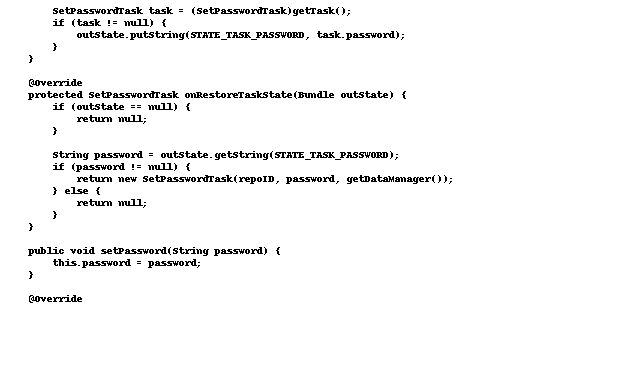 SetPasswordTask task = (SetPasswordTask)getTask();
if (task != null) {
outState.putString(STATE_TASK_PASSWORD, task.password);
}
}
@Override
protected SetPasswordTask onRestoreTaskState(Bundle outState) {
if (outState == null) {
return null;
}
String password = outState.getString(STATE_TASK_PASSWORD);
if (password != null) {
return new SetPasswordTask(repoID, password, getDataManager());
} else {
return null;
}
}
public void setPassword(String password) {
this.password = password;
}
@Override